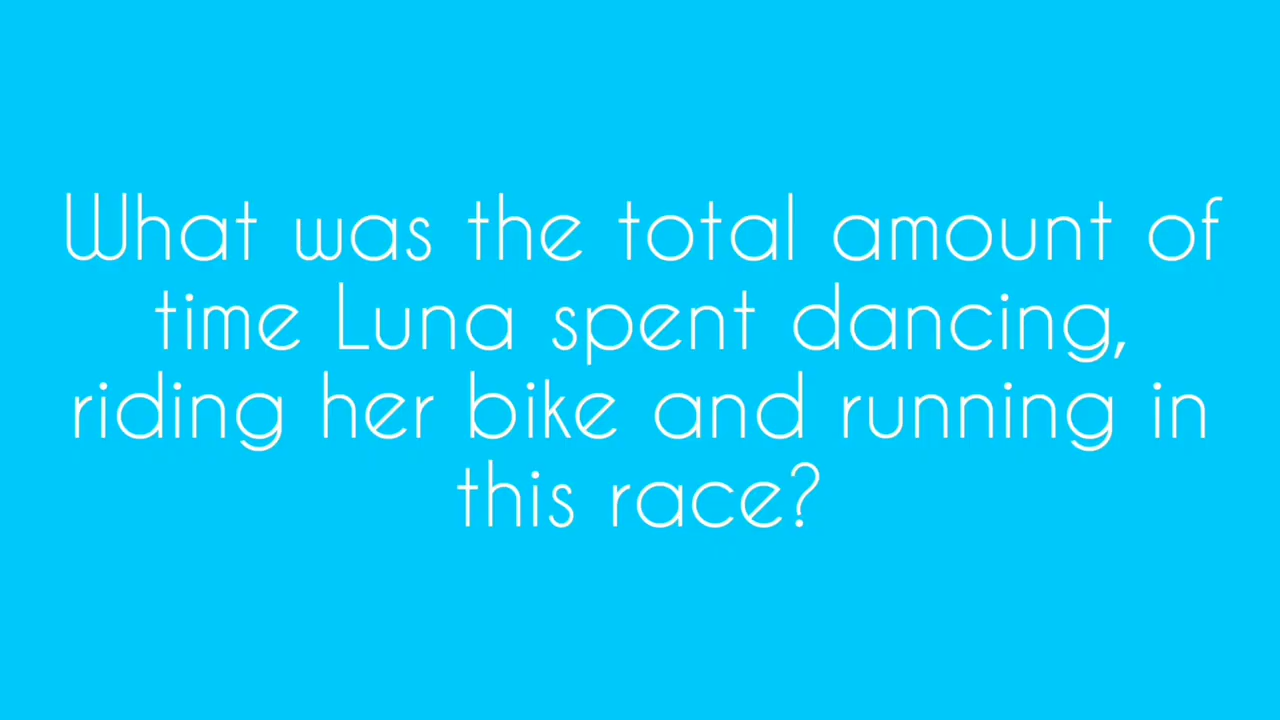 What was the total amount of
time Luna spent dancing,
riding her bike and running in
this race?